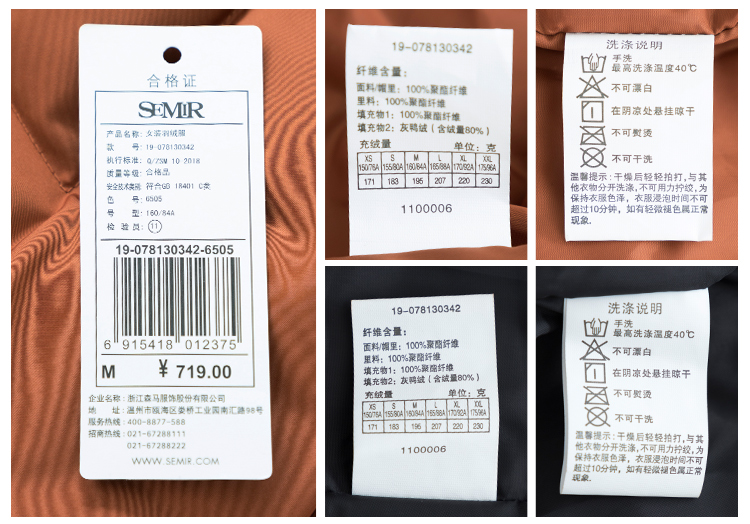 合格证
SEMIR
产品名称: 女装羽绒服
款 号: 19-078130342
执行标准: Q/ZSM 10-2018
质量等级: 合格品
安全技术类别: 符合GB 18401 C类
色 号: 6505
号 型: 160/84A
检 验 员: 11
19-078130342-6505
6 915418 012375
M ¥ 719.00
企业名称: 浙江森马服饰股份有限公司
地 址: 温州市瓯海区娄桥工业园南汇路98号
服务热线: 400-8877-588
招商热线: 021-67288111
021-67288222
WWW.SEMIR.COM
19-078130342
纤维含量:
面料/帽里: 100%聚酯纤维
里料: 100%聚酯纤维
填充物1: 100%聚酯纤维
填充物2: 灰鸭绒（含绒量80%）
充绒量 单位: 克
XS S M L XL XXL
150/76A 155/80A 160/84A 165/88A 170/92A 175/96A
171 183 195 207 220 230
1100006
洗涤说明
手洗
最高洗涤温度40℃
不可漂白
在阴凉处悬挂晾干
不可熨烫
不可干洗
温馨提示: 干燥后轻轻拍打,与其
他衣物分开洗涤,不可用力拧绞,为
保持衣服色泽, 衣服浸泡时间不可
超过10分钟, 如有轻微褪色属正常
现象.
19-078130342
纤维含量:
面料/帽里: 100%聚酯纤维
里料: 100%聚酯纤维
填充物1: 100%聚酯纤维
填充物2: 灰鸭绒（含绒量80%）
充绒量 单位: 克
XS S M L XL XXL
150/76A 155/80A 160/84A 165/88A 170/92A 175/96A
171 183 195 207 220 230
1100006
洗涤说明
手洗
最高洗涤温度40℃
不可漂白
在阴凉处悬挂晾干
不可熨烫
不可干洗
温馨提示: 干燥后轻轻拍打,与其
他衣物分开洗涤,不可用力拧绞,为
保持衣服色泽, 衣服浸泡时间不可
超过10分钟, 如有轻微褪色属正常
现象.